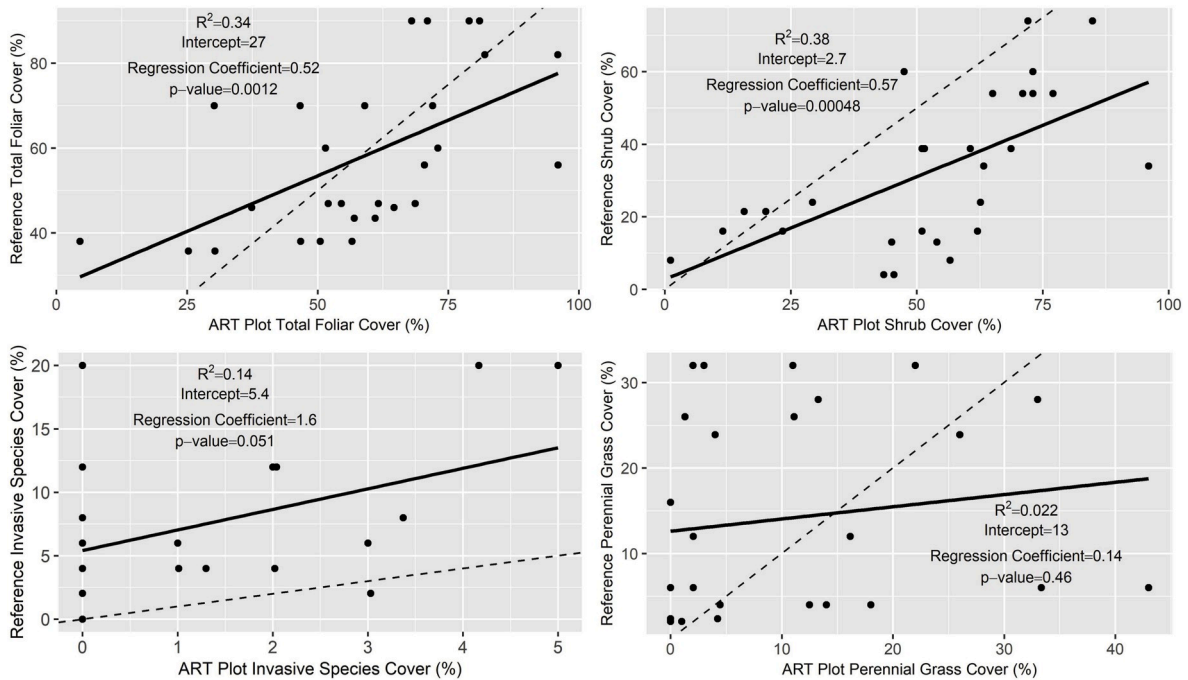 Reference Total Foliar Cover (%)
80
60
40
R²=0.34
Intercept=27
Regression Coefficient=0.52
p−value=0.0012
0
25
50
75
100
ART Plot Total Foliar Cover (%)
Reference Shrub Cover (%)
60
40
20
0
R²=0.38
Intercept=2.7
Regression Coefficient=0.57
p−value=0.00048
0
25
50
75
100
ART Plot Shrub Cover (%)
Reference Invasive Species Cover (%)
20
15
10
5
0
R²=0.14
Intercept=5.4
Regression Coefficient=1.6
p−value=0.051
0
1
2
3
4
5
ART Plot Invasive Species Cover (%)
Reference Perennial Grass Cover (%)
30
20
10
R²=0.022
Intercept=13
Regression Coefficient=0.14
p−value=0.46
0
10
20
30
40
ART Plot Perennial Grass Cover (%)